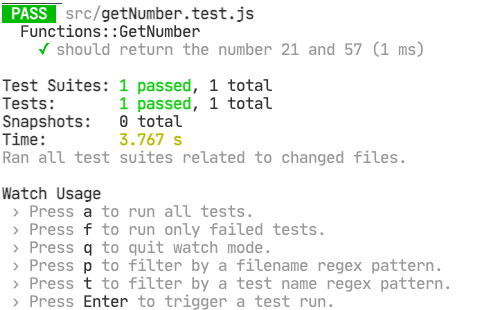 PASS src/getNumber.test.js
Functions::GetNumber
✓ should return the number 21 and 57 (1 ms)
Test Suites: 1 passed, 1 total
Tests: 1 passed, 1 total
Snapshots: 0 total
Time: 3.767 s
Ran all test suites related to changed files.
Watch Usage
› Press a to run all tests.
› Press f to run only failed tests.
› Press q to quit watch mode.
› Press p to filter by a filename regex pattern.
› Press t to filter by a test name regex pattern.
› Press Enter to trigger a test run.